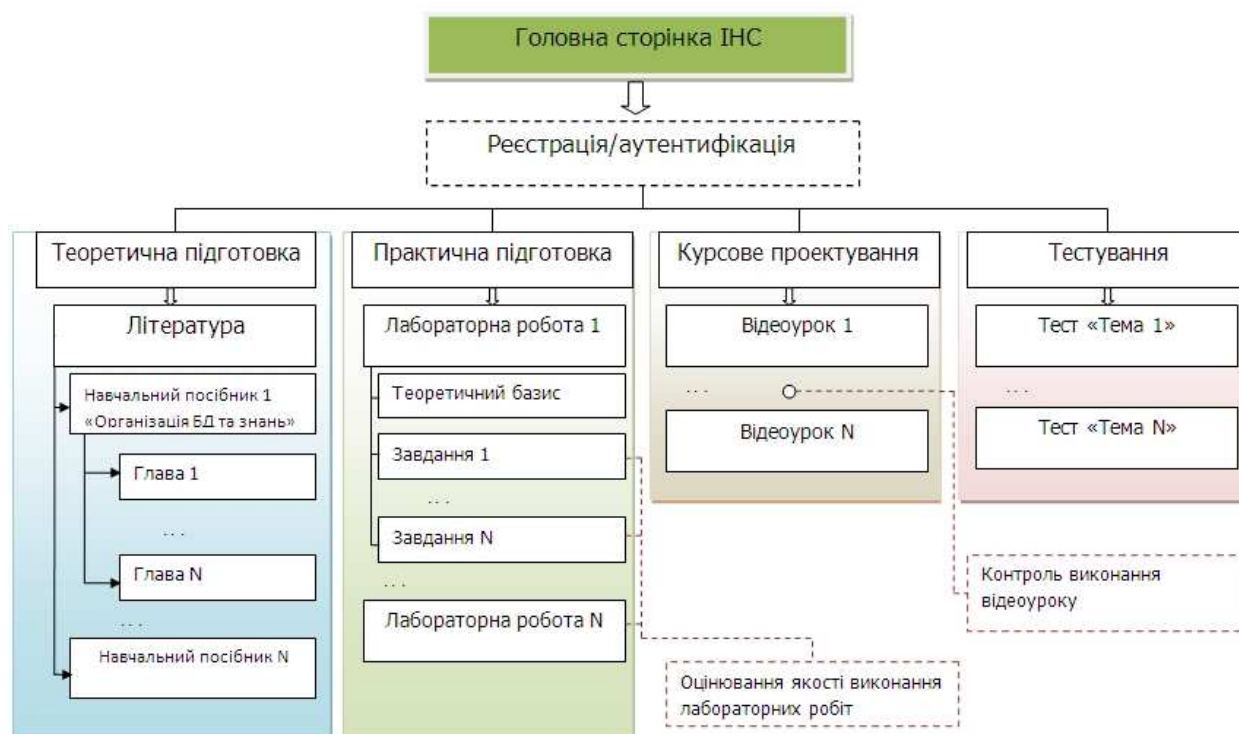 Головна сторінка ІНС
Реєстрація/аутентифікація
Теоретична підготовка
Література
Навчальний посібник 1
«Організація БД та знань»
Глава 1
...
Глава N
...
Навчальний посібник N
Практична підготовка
Лабораторна робота 1
Теоретичний базис
Завдання 1
...
Завдання N
...
Лабораторна робота N
Курсове проектування
Відеоурок 1
...
Відеоурок N
Тестування
Тест «Тема 1»
...
Тест «Тема N»
Контроль виконання
відеоуроку
Оцінювання якості виконання
лабораторних робіт